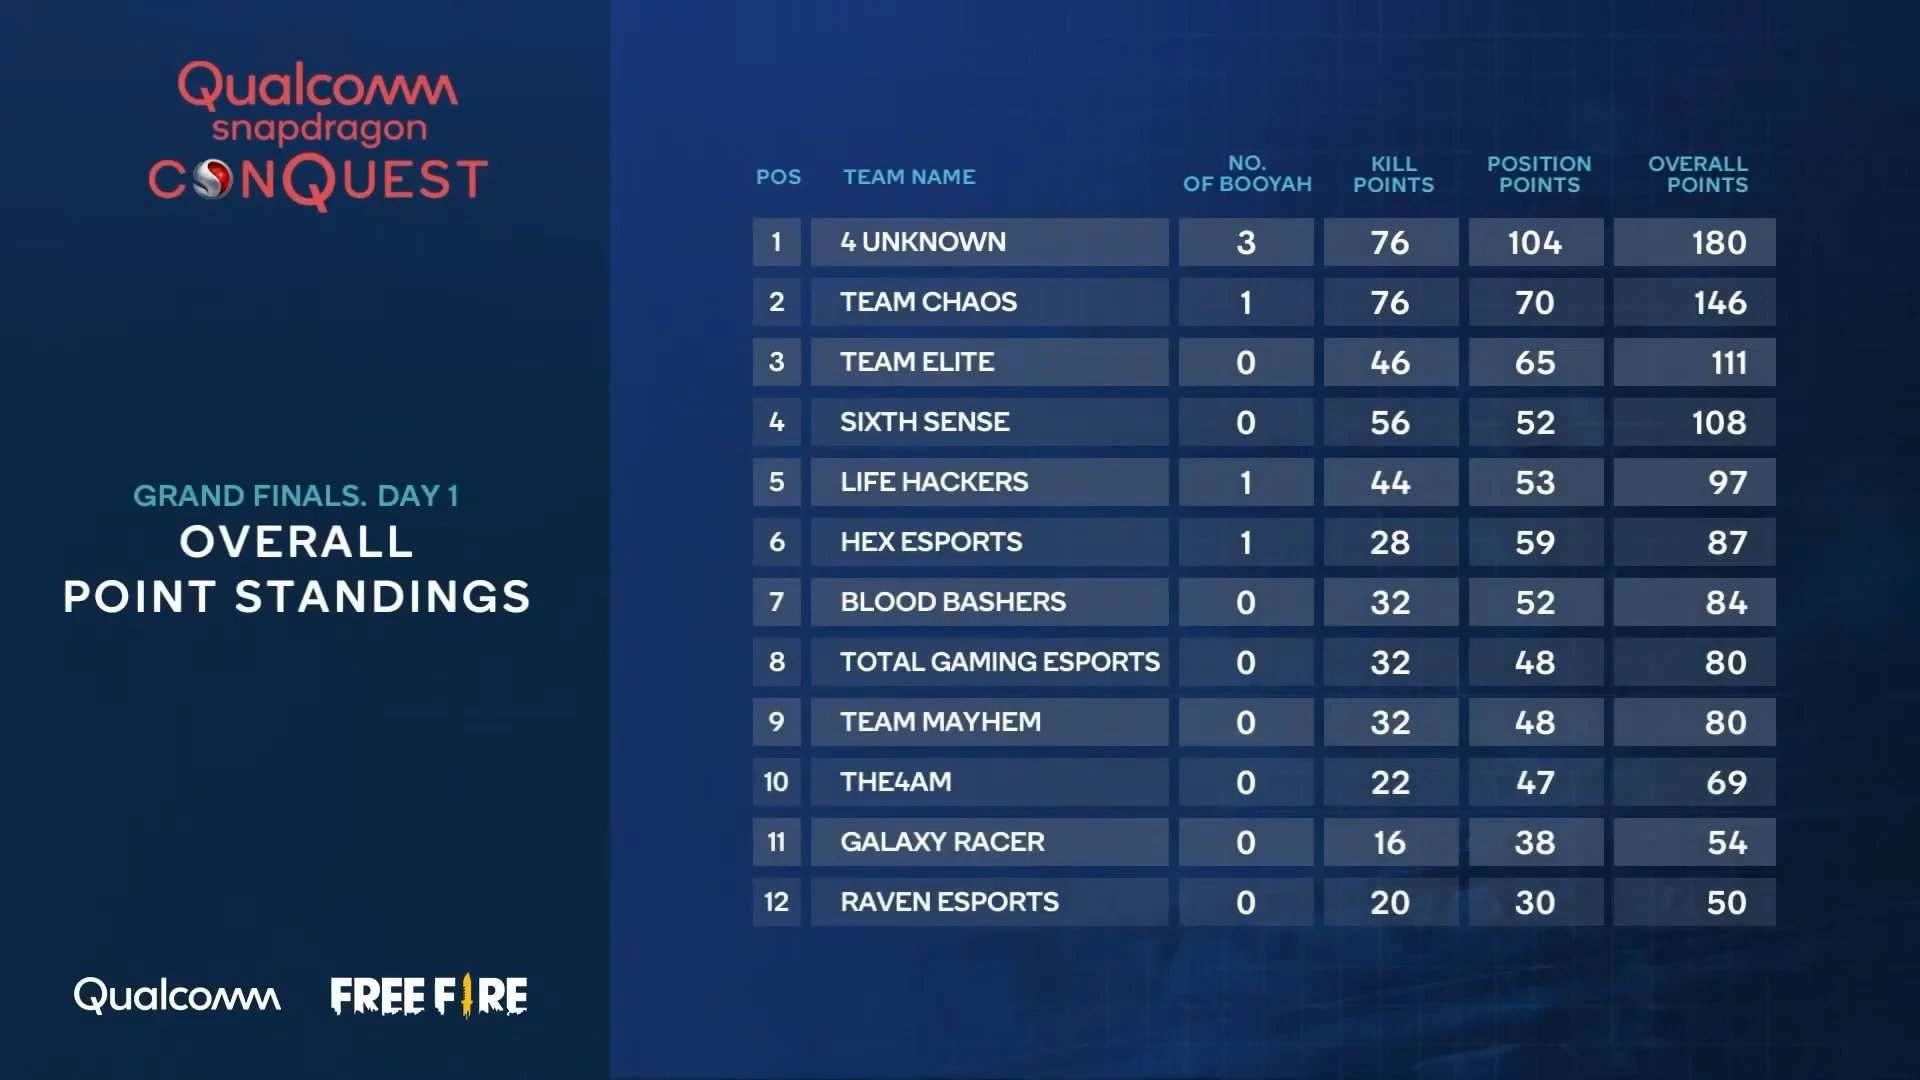 Qualcomm
snapdragon
CONQUEST
GRAND FINALS. DAY 1
OVERALL
POINT STANDINGS
Qualcomm FREE FIRE
POS TEAM NAME NO. OF BOOYAH KILL POINTS POSITION POINTS OVERALL POINTS
1 4 UNKNOWN 3 76 104 180
2 TEAM CHAOS 1 76 70 146
3 TEAM ELITE 0 46 65 111
4 SIXTH SENSE 0 56 52 108
5 LIFE HACKERS 1 44 53 97
6 HEX ESPORTS 1 28 59 87
7 BLOOD BASHERS 0 32 52 84
8 TOTAL GAMING ESPORTS 0 32 48 80
9 TEAM MAYHEM 0 32 48 80
10 THE4AM 0 22 47 69
11 GALAXY RACER 0 16 38 54
12 RAVEN ESPORTS 0 20 30 50